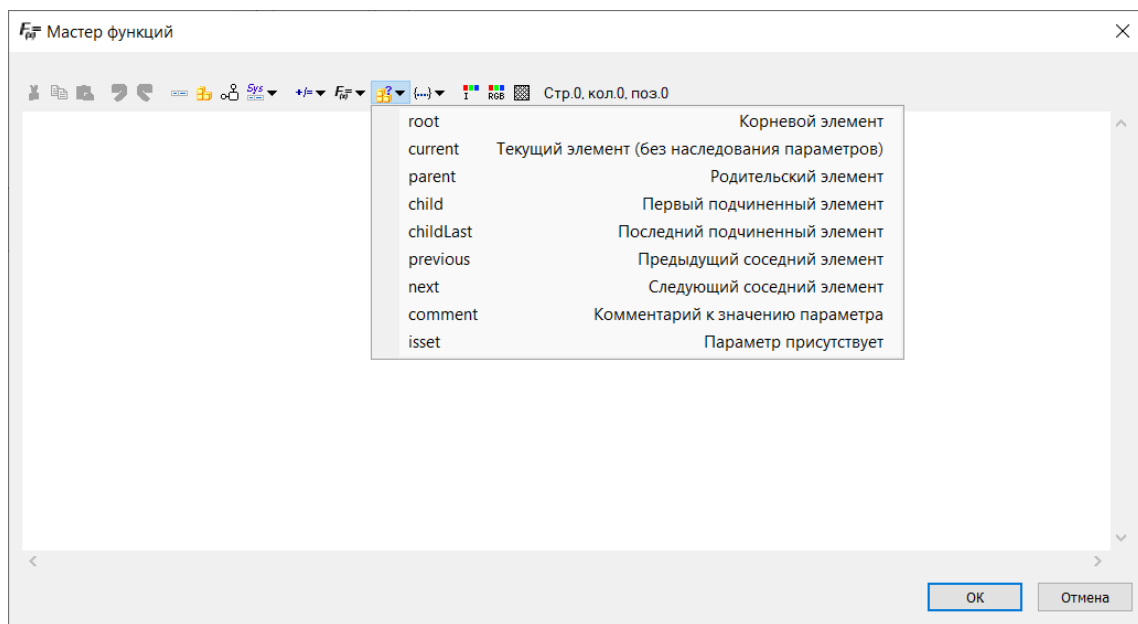 F(x)= Мастер функций
Sys +/= F(x)= {...} I RGB Стр.0, кол.0, поз.0
root Корневой элемент
current Текущий элемент (без наследования параметров)
parent Родительский элемент
child Первый подчиненный элемент
childLast Последний подчиненный элемент
previous Предыдущий соседний элемент
next Следующий соседний элемент
comment Комментарий к значению параметра
isset Параметр присутствует
ОК Отмена